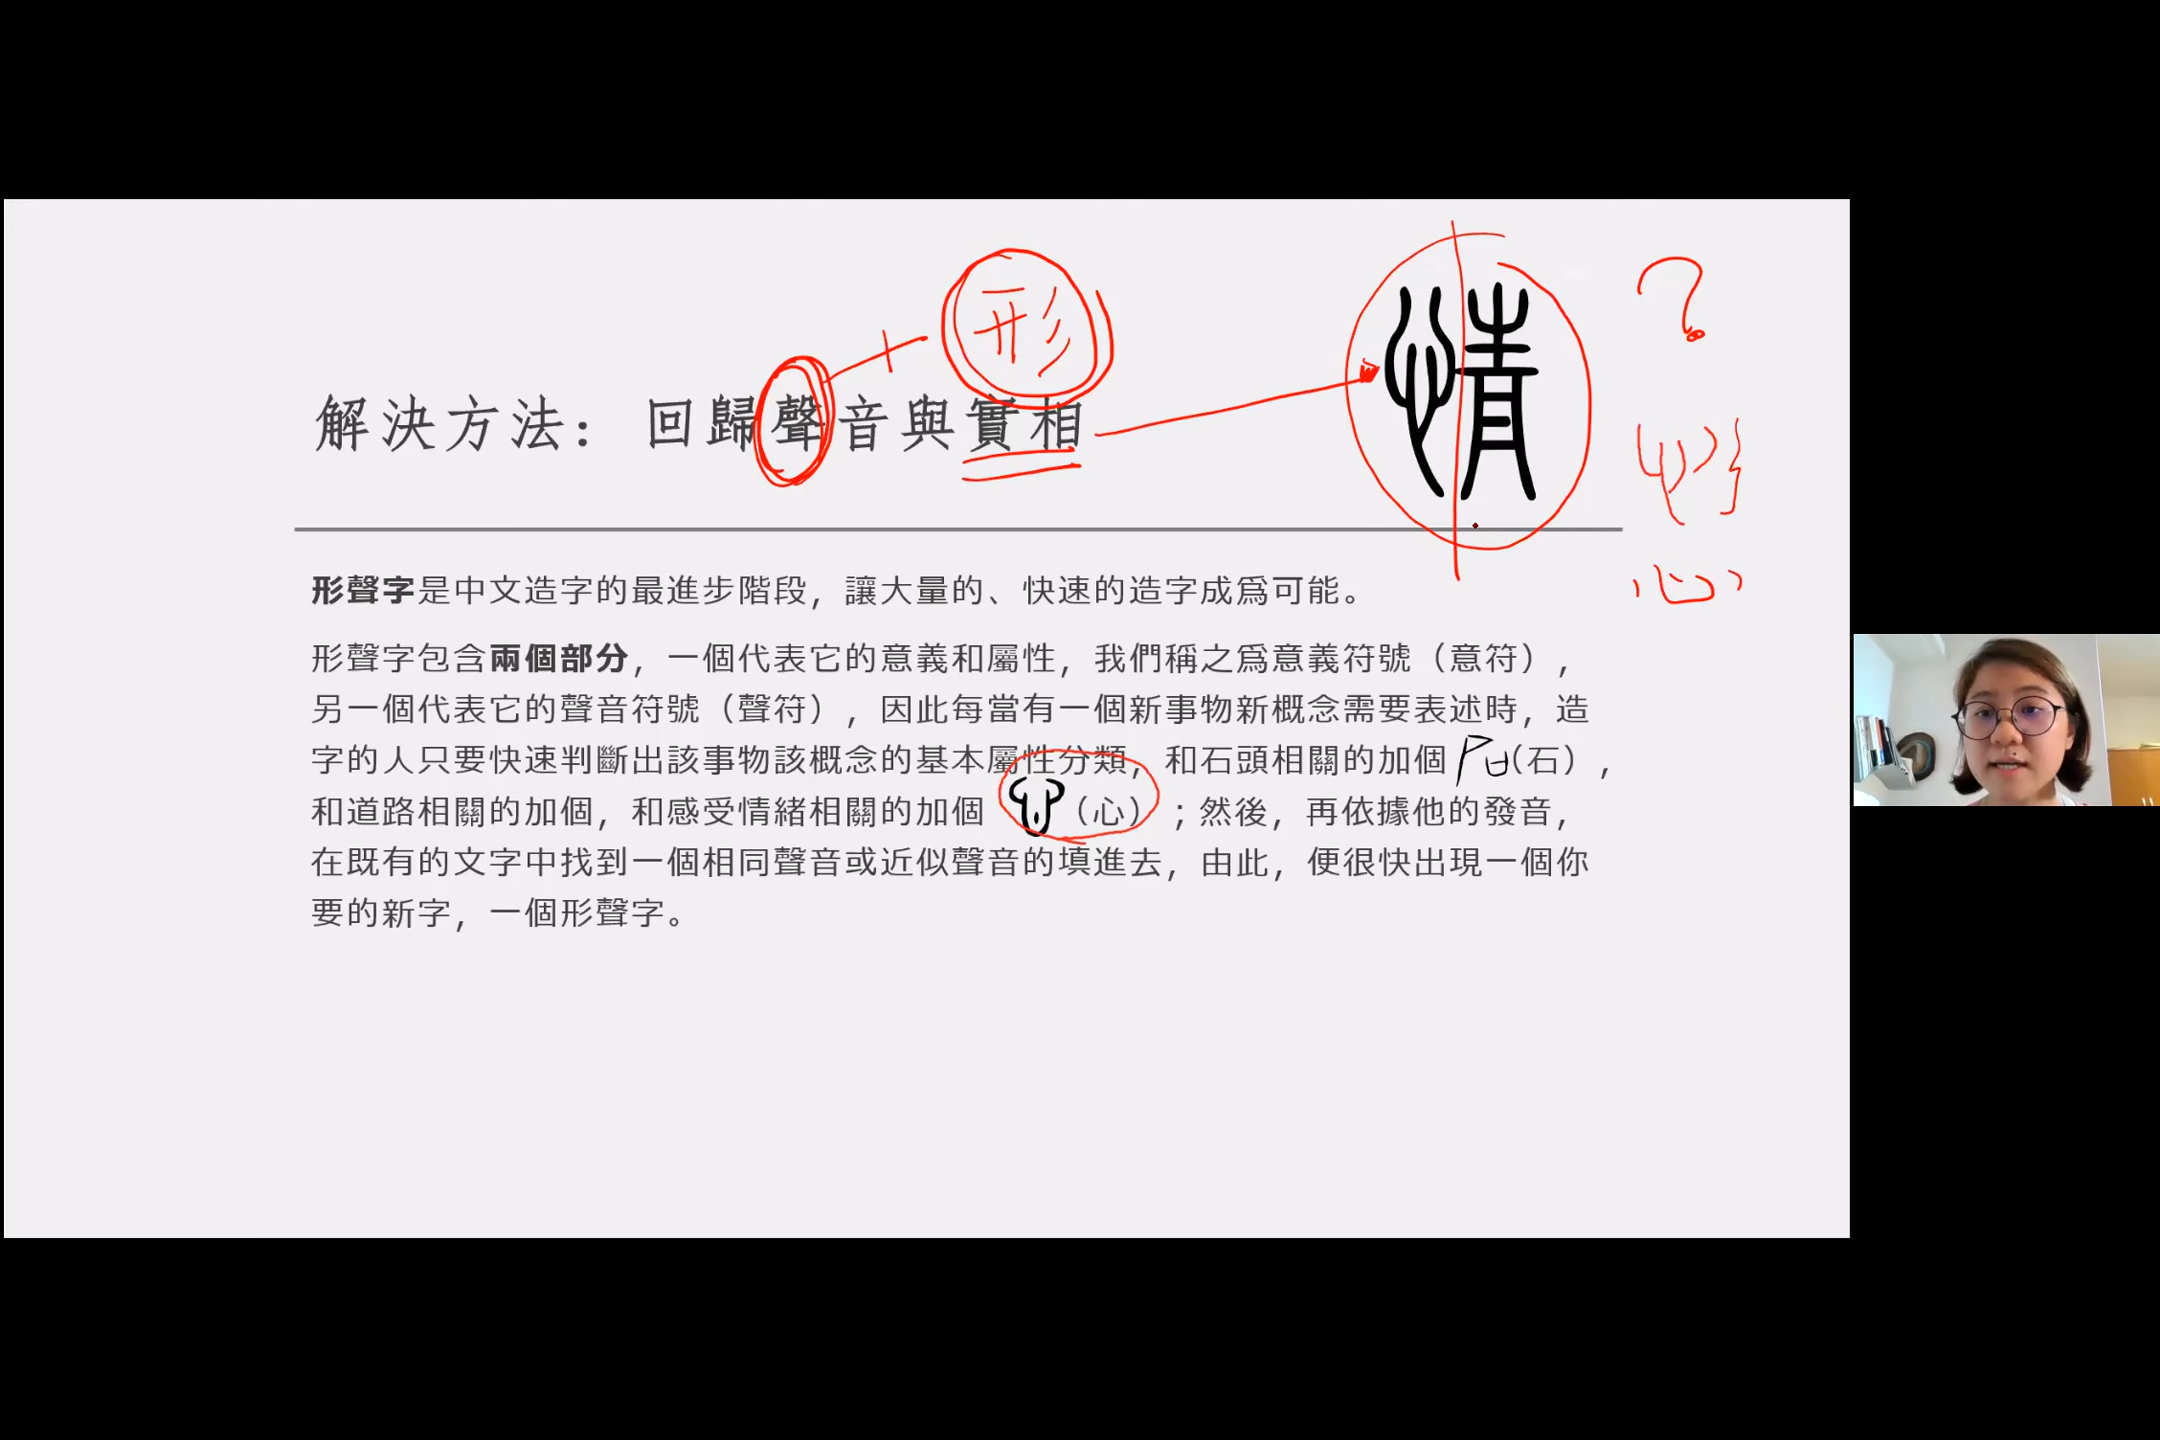 形
情
?
解決方法：回歸聲音與實相
心
形聲字是中文造字的最進步階段，讓大量的、快速的造字成爲可能。
形聲字包含兩個部分，一個代表它的意義和屬性，我們稱之爲意義符號（意符），
另一個代表它的聲音符號（聲符），因此每當有一個新事物新概念需要表述時，造
字的人只要快速判斷出該事物該概念的基本屬性分類，和石頭相關的加個（石），
和道路相關的加個，和感受情緒相關的加個（心）；然後，再依據他的發音，
在既有的文字中找到一個相同聲音或近似聲音的填進去，由此，便很快出現一個你
要的新字，一個形聲字。